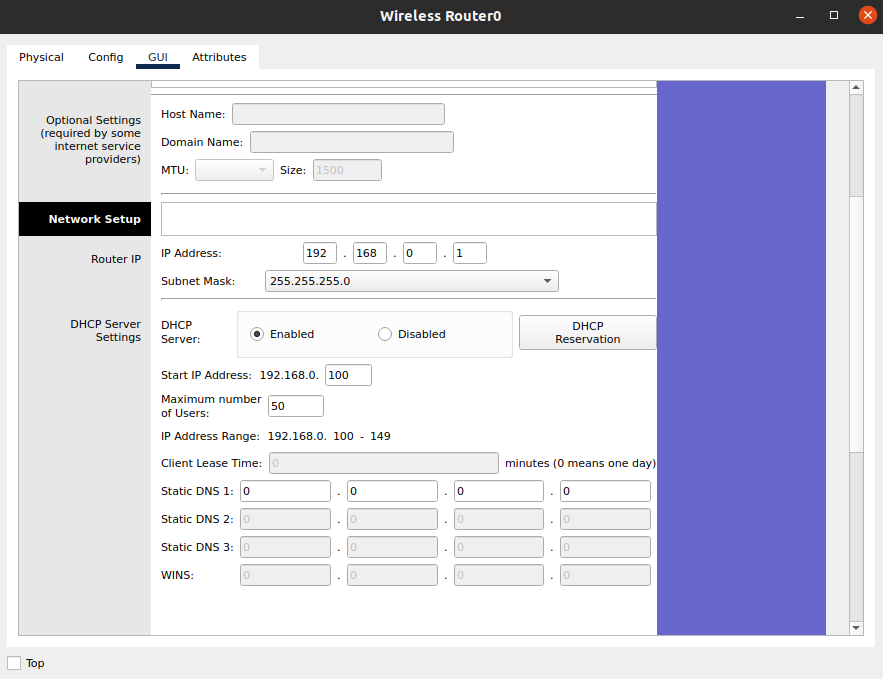 Wireless Router0
Physical Config GUI Attributes
Optional Settings
(required by some
internet service
providers)
Host Name:
Domain Name:
MTU: Size: 1500
Network Setup
Router IP
IP Address: 192 . 168 . 0 . 1
Subnet Mask: 255.255.255.0
DHCP Server
Settings
DHCP
Server:
Enabled Disabled
DHCP
Reservation
Start IP Address: 192.168.0. 100
Maximum number
of Users: 50
IP Address Range: 192.168.0. 100 - 149
Client Lease Time: 0 minutes (0 means one day)
Static DNS 1: 0 . 0 . 0 . 0
Static DNS 2: 0 . 0 . 0 . 0
Static DNS 3: 0 . 0 . 0 . 0
WINS: 0 . 0 . 0 . 0
Top